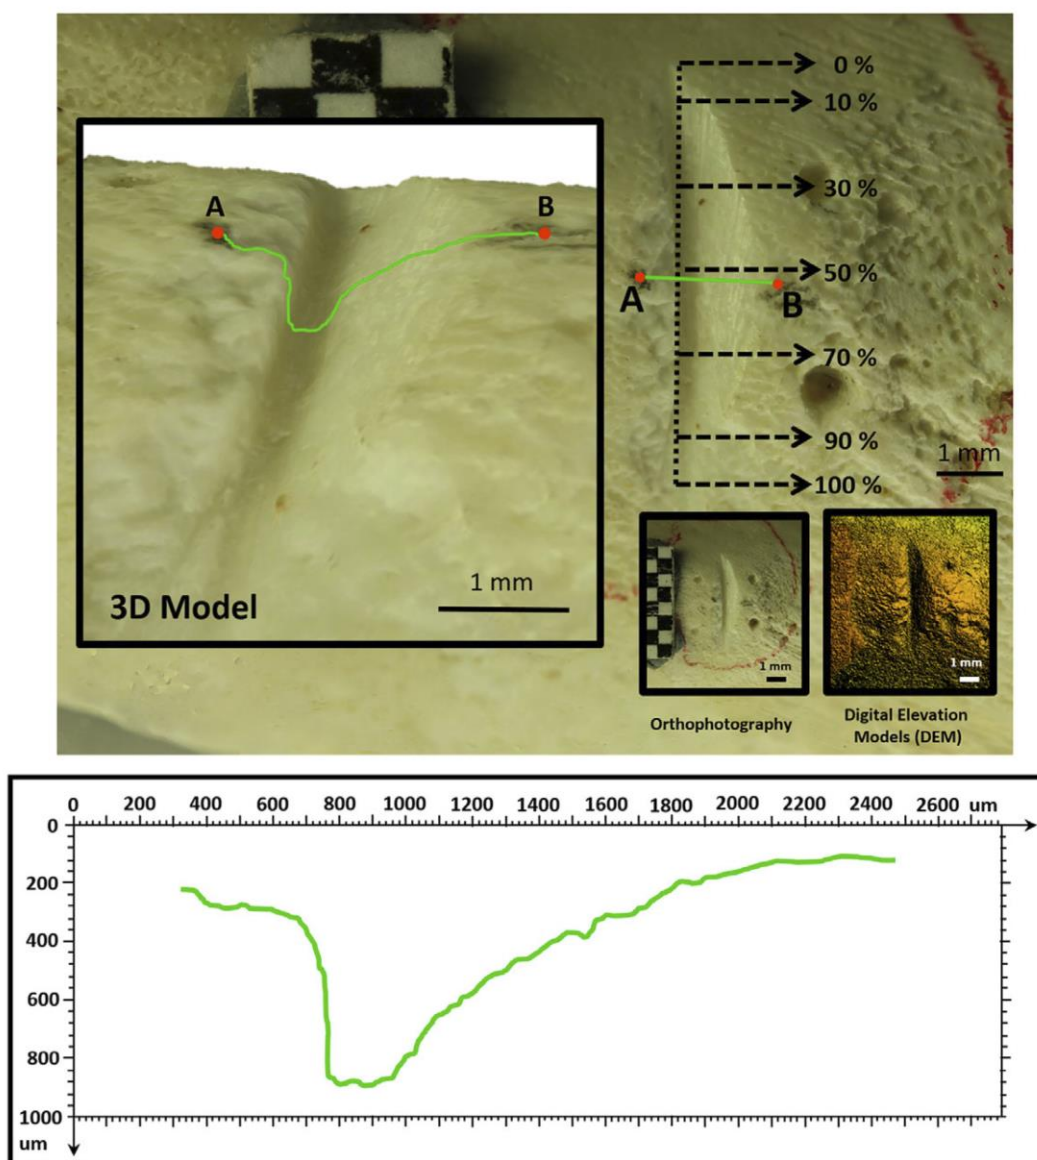 0 %
10 %
30 %
50 %
70 %
90 %
100 %
A
B
A
B
1 mm
3D Model
1 mm
1 mm
1 mm
Orthophotography
Digital Elevation
Models (DEM)
0 200 400 600 800 1000 1200 1400 1600 1800 2000 2200 2400 2600 um
0
200
400
600
800
1000
um